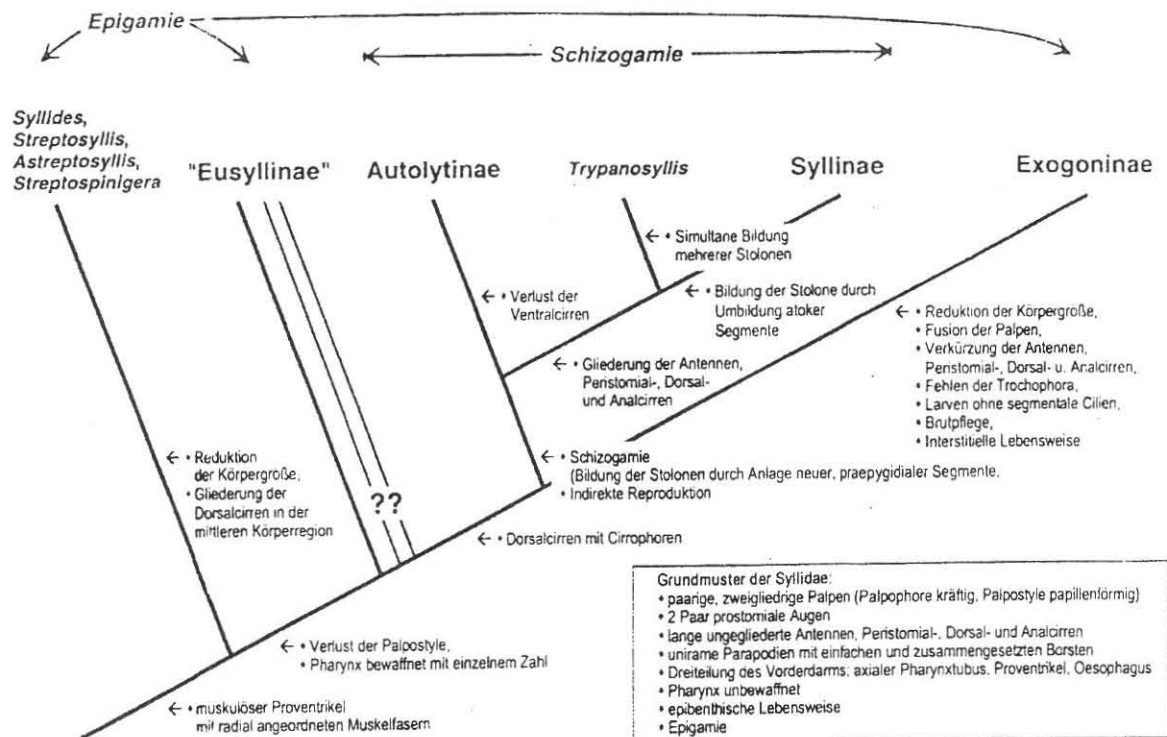 Epigamie
Schizogamie
Syllides,
Streptosyllis,
Astreptosyllis,
Streptospinigera
"Eusyllinae"
Autolytinae
Trypanosyllis
Syllinae
Exogoninae
← • Simultane Bildung
mehrerer Stolonen
← • Verlust der
Ventralcirren
← • Bildung der Stolone durch
Umbildung atoker
Segmente
← • Reduktion der Körpergröße,
• Fusion der Palpen,
• Verkürzung der Antennen,
Peristomial-, Dorsal- u. Analcirren,
• Fehlen der Trochophora,
• Larven ohne segmentale Cilien,
• Brutpflege,
• Interstitielle Lebensweise
← • Gliederung der Antennen,
Peristomial-, Dorsal-
und Analcirren
← • Reduktion
der Körpergröße,
• Gliederung der
Dorsalcirren in der
mittleren Körperregion
??
← • Schizogamie
(Bildung der Stolonen durch Anlage neuer, praepygidialer Segmente.
• Indirekte Reproduktion
← • Dorsalcirren mit Cirrophoren
← • Verlust der Palpostyle,
• Pharynx bewaffnet mit einzelnem Zahl
← • muskulöser Proventrikel
mit radial angeordneten Muskelfasern
Grundmuster der Syllidae:
• paarige, zweigliedrige Palpen (Palpophore kräftig, Palpostyle papillenförmig)
• 2 Paar prostomiale Augen
• lange ungegliederte Antennen, Peristomial-, Dorsal- und Analcirren
• unirame Parapodien mit einfachen und zusammengesetzten Borsten
• Dreiteilung des Vorderdarms: axialer Pharynxtubus, Proventrikel, Oesophagus
• Pharynx unbewaffnet
• epibenthische Lebensweise
• Epigamie